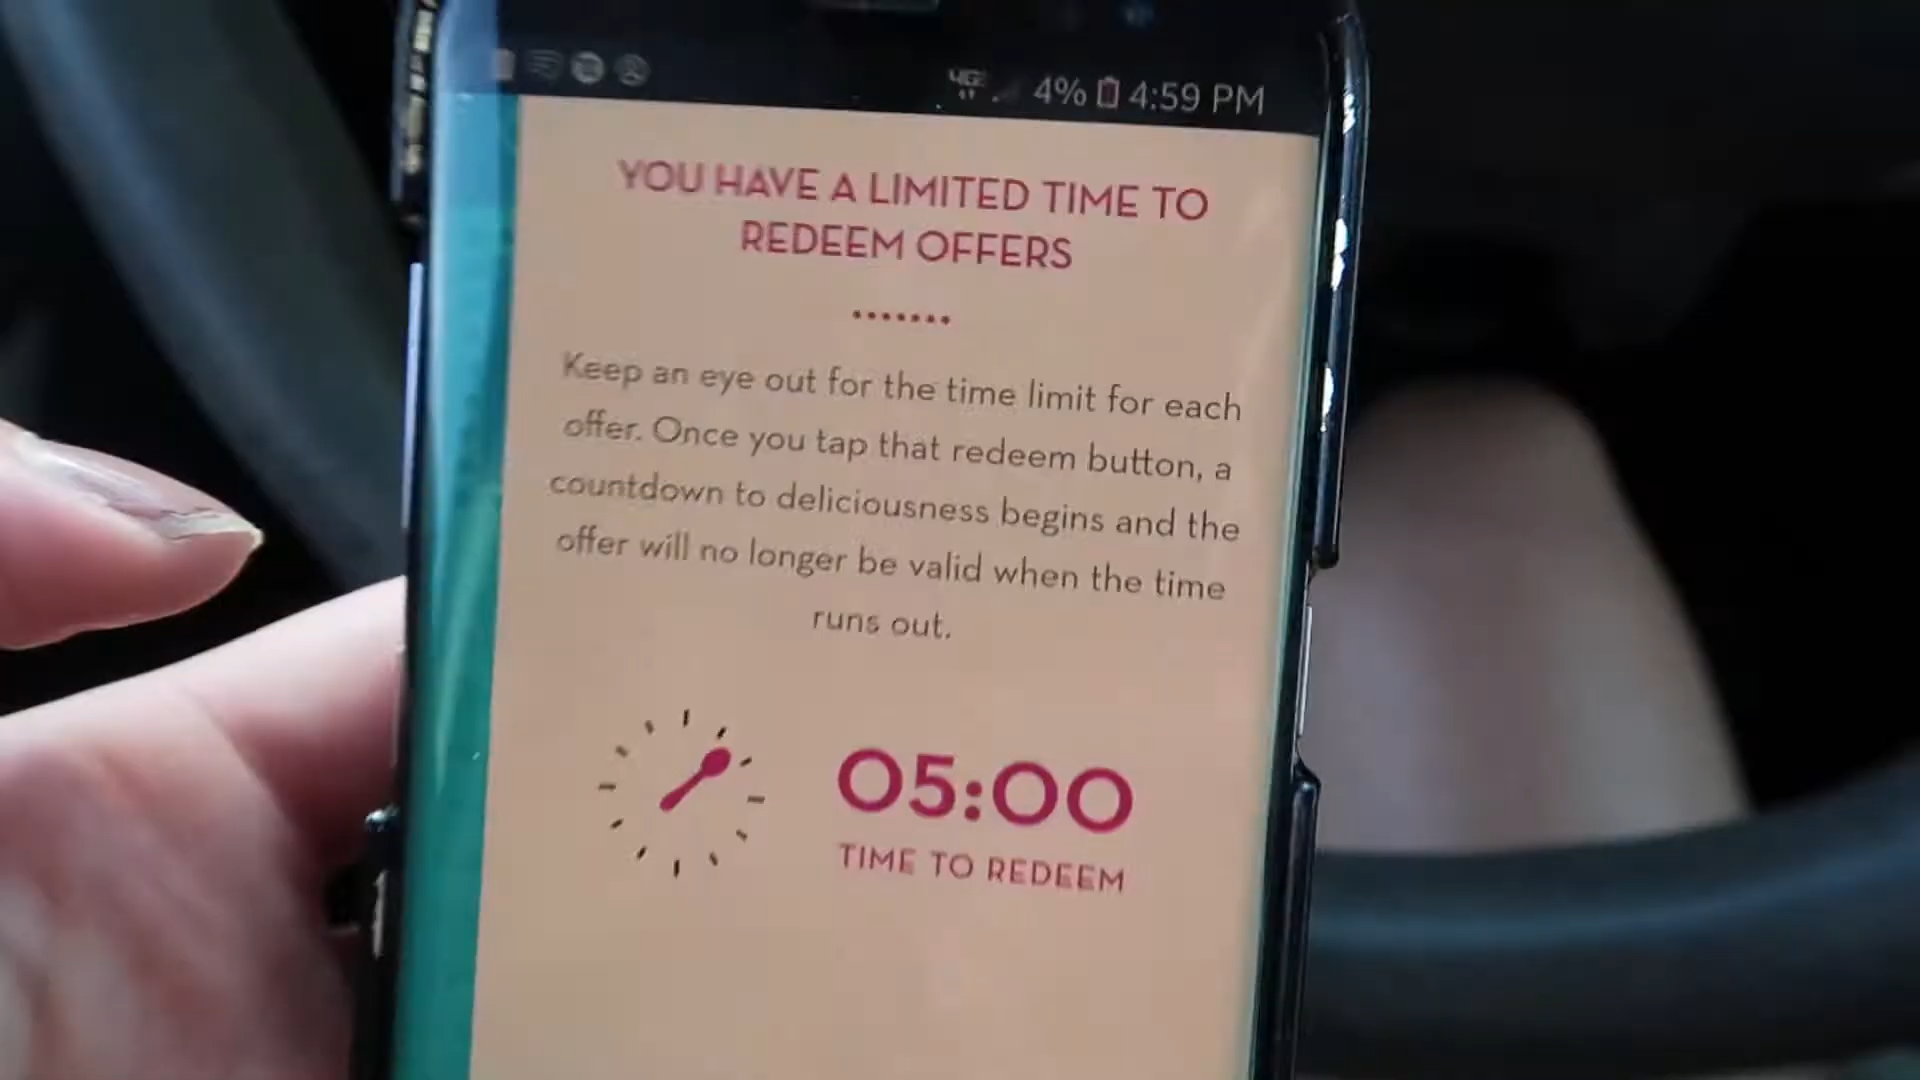 4G 4% 4:59 PM
YOU HAVE A LIMITED TIME TO
REDEEM OFFERS
Keep an eye out for the time limit for each
offer. Once you tap that redeem button, a
countdown to deliciousness begins and the
offer will no longer be valid when the time
runs out.
05:00
TIME TO REDEEM